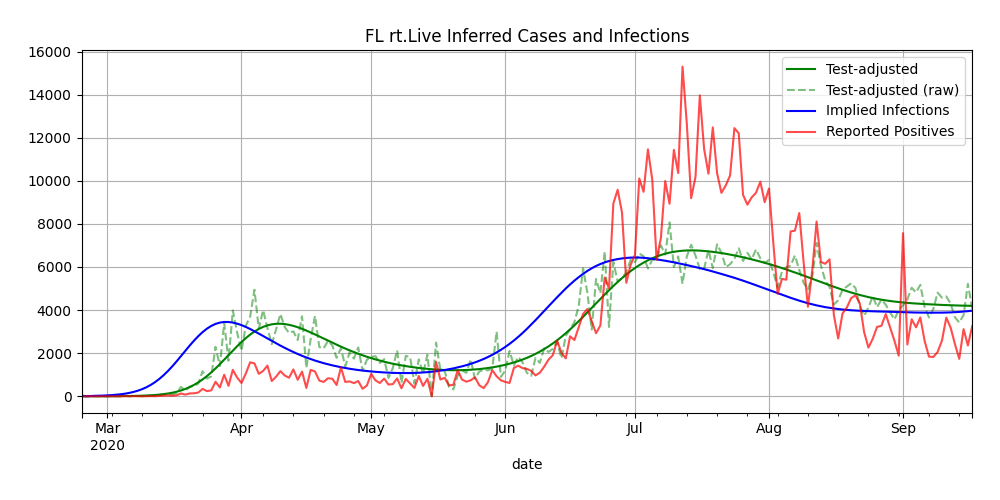 FL rt.Live Inferred Cases and Infections
16000
14000
12000
10000
8000
6000
4000
2000
0
Test-adjusted
Test-adjusted (raw)
Implied Infections
Reported Positives
Mar Apr May Jun Jul Aug Sep
2020
date